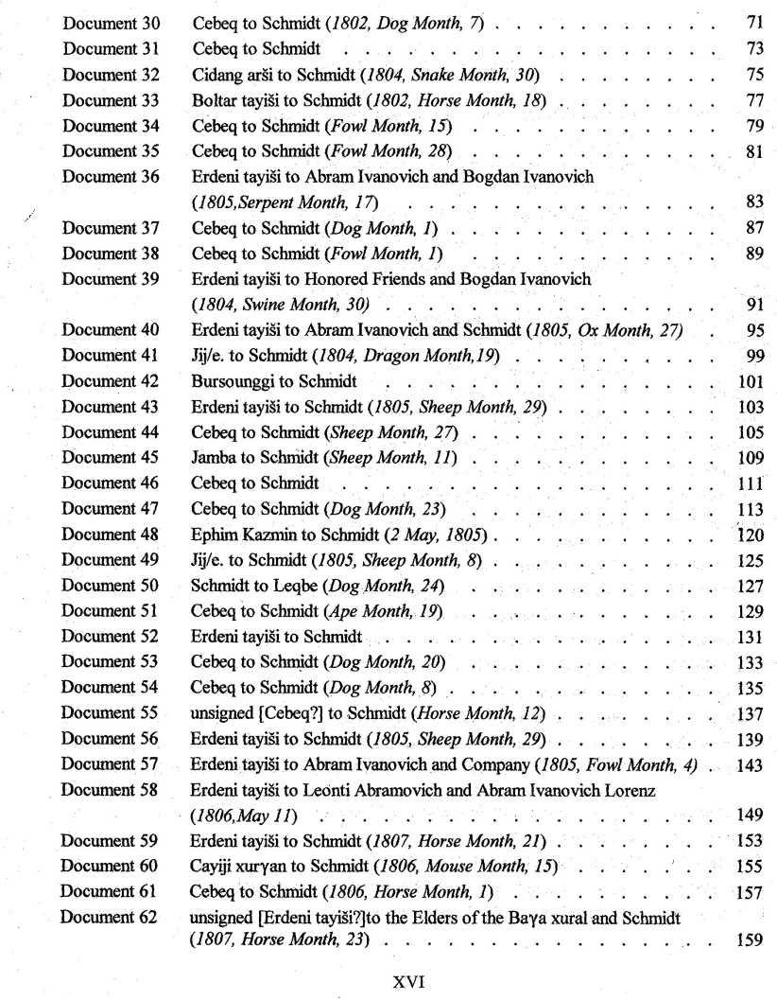 Document 30 Cebeq to Schmidt (1802, Dog Month, 7) . . . . . . . . . . . . . 71
Document 31 Cebeq to Schmidt . . . . . . . . . . . . . . . . . . . 73
Document 32 Cidang arši to Schmidt (1804, Snake Month, 30) . . . . . . . . . 75
Document 33 Boltar tayiši to Schmidt (1802, Horse Month, 18) . . . . . . . . . 77
Document 34 Cebeq to Schmidt (Fowl Month, 15) . . . . . . . . . . . . . 79
Document 35 Cebeq to Schmidt (Fowl Month, 28) . . . . . . . . . . . . . 81
Document 36 Erdeni tayiši to Abram Ivanovich and Bogdan Ivanovich
(1805,Serpent Month, 17) . . . . . . . . . . . . . . . . 83
Document 37 Cebeq to Schmidt (Dog Month, 1) . . . . . . . . . . . . . . 87
Document 38 Cebeq to Schmidt (Fowl Month, 1) . . . . . . . . . . . . . 89
Document 39 Erdeni tayiši to Honored Friends and Bogdan Ivanovich
(1804, Swine Month, 30) . . . . . . . . . . . . . . . . . 91
Document 40 Erdeni tayiši to Abram Ivanovich and Schmidt (1805, Ox Month, 27) . 95
Document 41 Jij/e. to Schmidt (1804, Dragon Month,19) . . . . . . . . . . . 99
Document 42 Bursounggi to Schmidt . . . . . . . . . . . . . . . . . 101
Document 43 Erdeni tayiši to Schmidt (1805, Sheep Month, 29) . . . . . . . . . 103
Document 44 Cebeq to Schmidt (Sheep Month, 27) . . . . . . . . . . . . . 105
Document 45 Jamba to Schmidt (Sheep Month, 11) . . . . . . . . . . . . . 109
Document 46 Cebeq to Schmidt . . . . . . . . . . . . . . . . . . . . 111
Document 47 Cebeq to Schmidt (Dog Month, 23) . . . . . . . . . . . . . . 113
Document 48 Ephim Kazmin to Schmidt (2 May, 1805) . . . . . . . . . . . . 120
Document 49 Jij/e. to Schmidt (1805, Sheep Month, 8) . . . . . . . . . . . . 125
Document 50 Schmidt to Leqbe (Dog Month, 24) . . . . . . . . . . . . . 127
Document 51 Cebeq to Schmidt (Ape Month, 19) . . . . . . . . . . . . . 129
Document 52 Erdeni tayiši to Schmidt . . . . . . . . . . . . . . . . . 131
Document 53 Cebeq to Schmidt (Dog Month, 20) . . . . . . . . . . . . . 133
Document 54 Cebeq to Schmidt (Dog Month, 8) . . . . . . . . . . . . . . 135
Document 55 unsigned [Cebeq?] to Schmidt (Horse Month, 12) . . . . . . . . . 137
Document 56 Erdeni tayiši to Schmidt (1805, Sheep Month, 29) . . . . . . . . . 139
Document 57 Erdeni tayiši to Abram Ivanovich and Company (1805, Fowl Month, 4) . 143
Document 58 Erdeni tayiši to Leonti Abramovich and Abram Ivanovich Lorenz
(1806,May 11) . . . . . . . . . . . . . . . . . . . . 149
Document 59 Erdeni tayiši to Schmidt (1807, Horse Month, 21) . . . . . . . . . 153
Document 60 Cayiji xurγan to Schmidt (1806, Mouse Month, 15) . . . . . . . . 155
Document 61 Cebeq to Schmidt (1806, Horse Month, 1) . . . . . . . . . . . 157
Document 62 unsigned [Erdeni tayiši?]to the Elders of the Baγa xural and Schmidt
(1807, Horse Month, 23) . . . . . . . . . . . . . . . . . 159
XVI